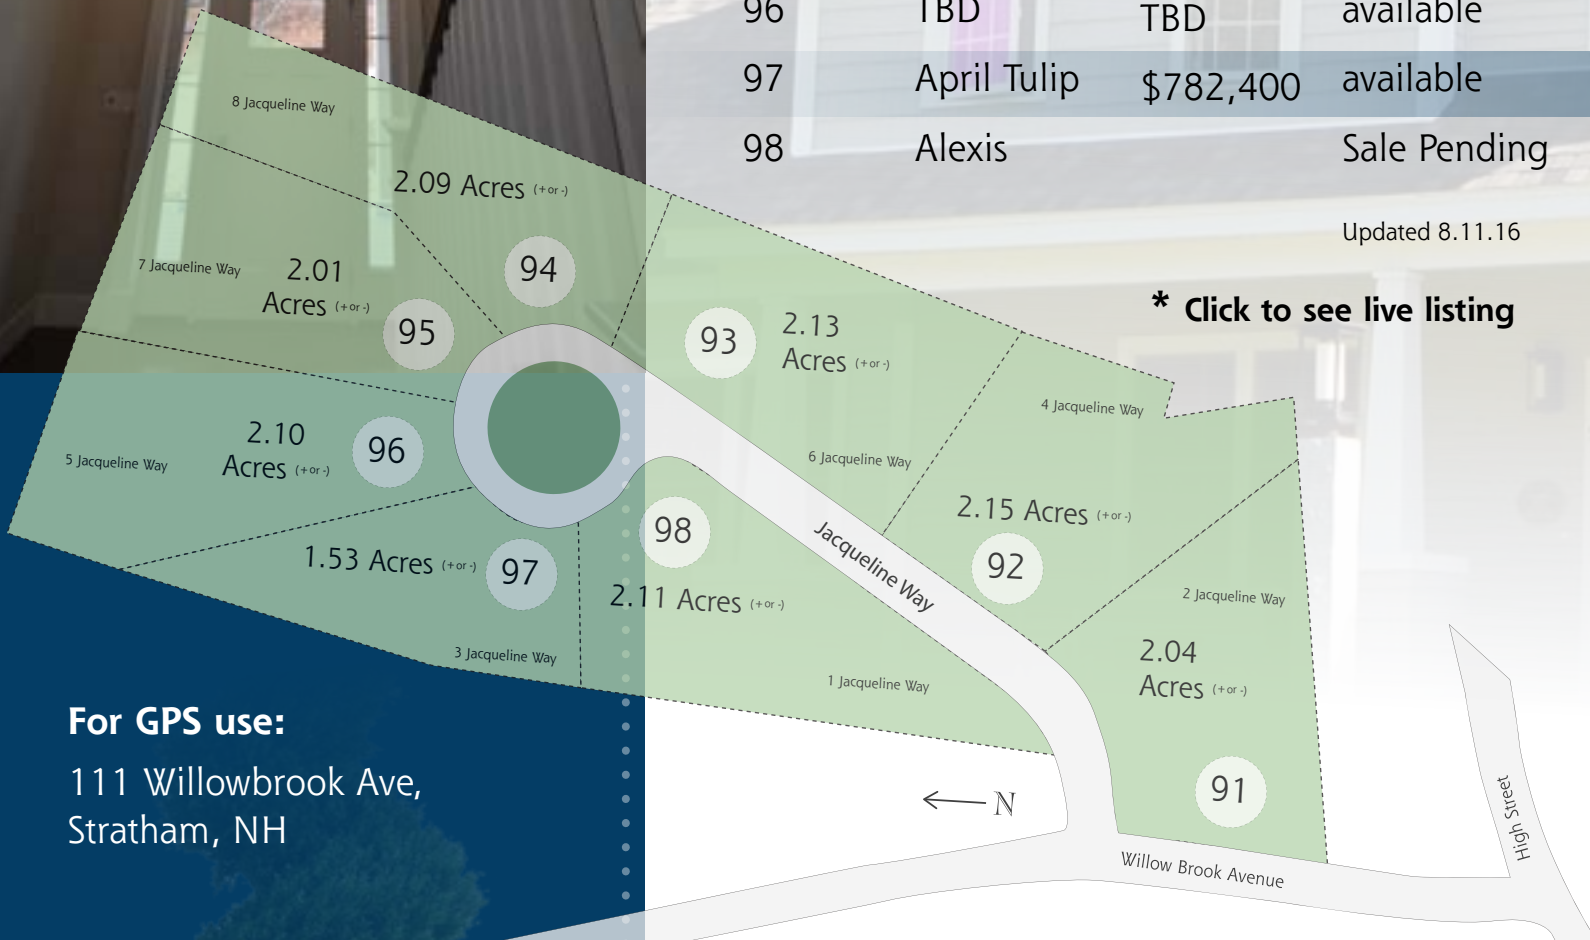 96 TBD TBD available
97 April Tulip $782,400 available
98 Alexis Sale Pending
Updated 8.11.16
* Click to see live listing
8 Jacqueline Way
2.09 Acres (+or-)
94
7 Jacqueline Way
2.01
Acres (+or-)
95
93
2.13
Acres (+or-)
6 Jacqueline Way
4 Jacqueline Way
2.10
Acres (+or-)
96
5 Jacqueline Way
2.15 Acres (+or-)
92
98
2.11 Acres (+or-)
Jacqueline Way
1.53 Acres (+or-)
97
3 Jacqueline Way
1 Jacqueline Way
2 Jacqueline Way
2.04
Acres (+or-)
91
N
Willow Brook Avenue
High Street
For GPS use:
111 Willowbrook Ave,
Stratham, NH